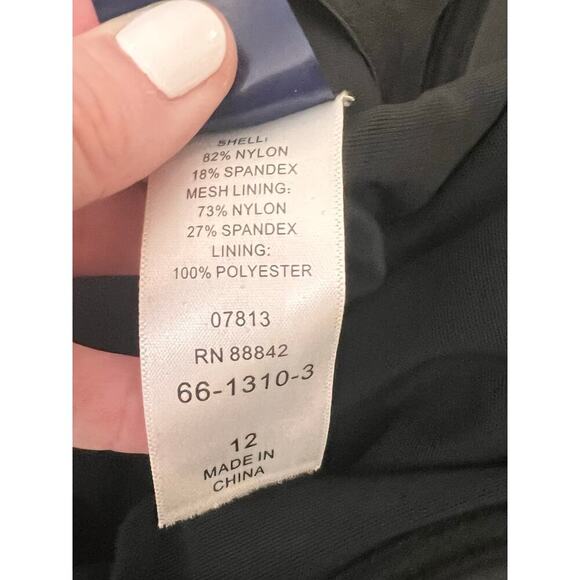 SHELL:
82% NYLON
18% SPANDEX
MESH LINING:
73% NYLON
27% SPANDEX
LINING:
100% POLYESTER
07813
RN 88842
66-1310-3
12
MADE IN
CHINA